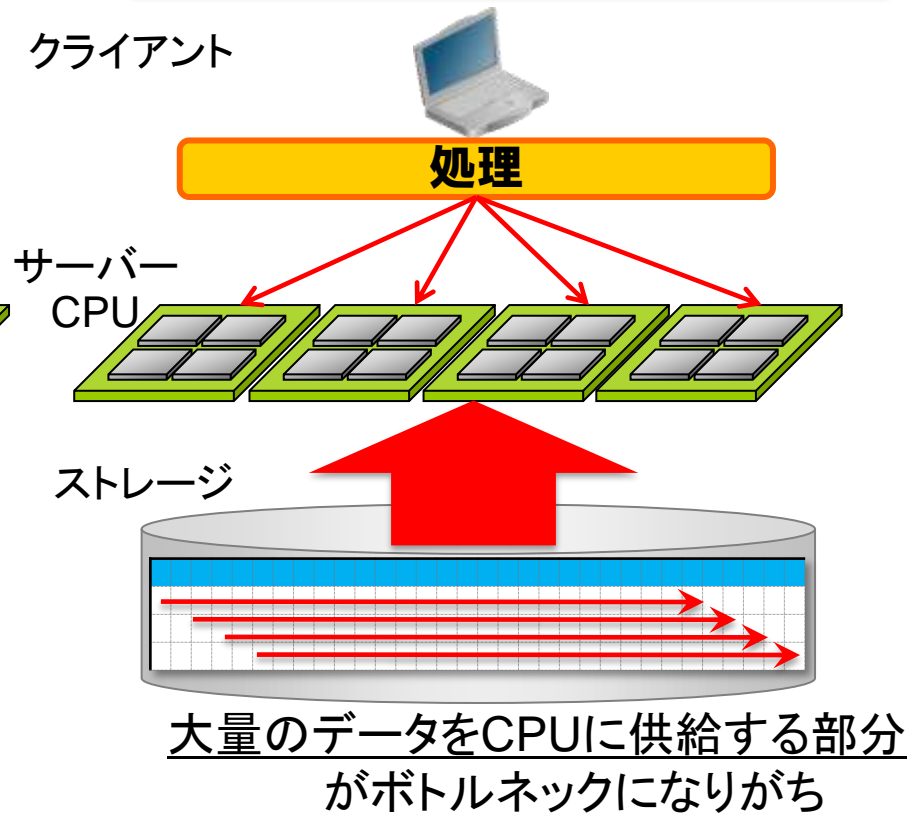 クライアント
処理
サーバー
CPU
ストレージ
大量のデータをCPUに供給する部分
がボトルネックになりがち